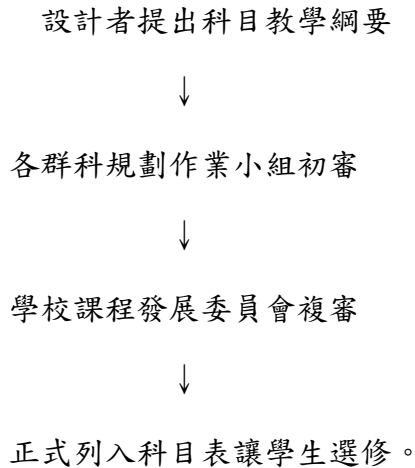 設計者提出科目教學綱要
↓
各群科規劃作業小組初審
↓
學校課程發展委員會複審
↓
正式列入科目表讓學生選修。